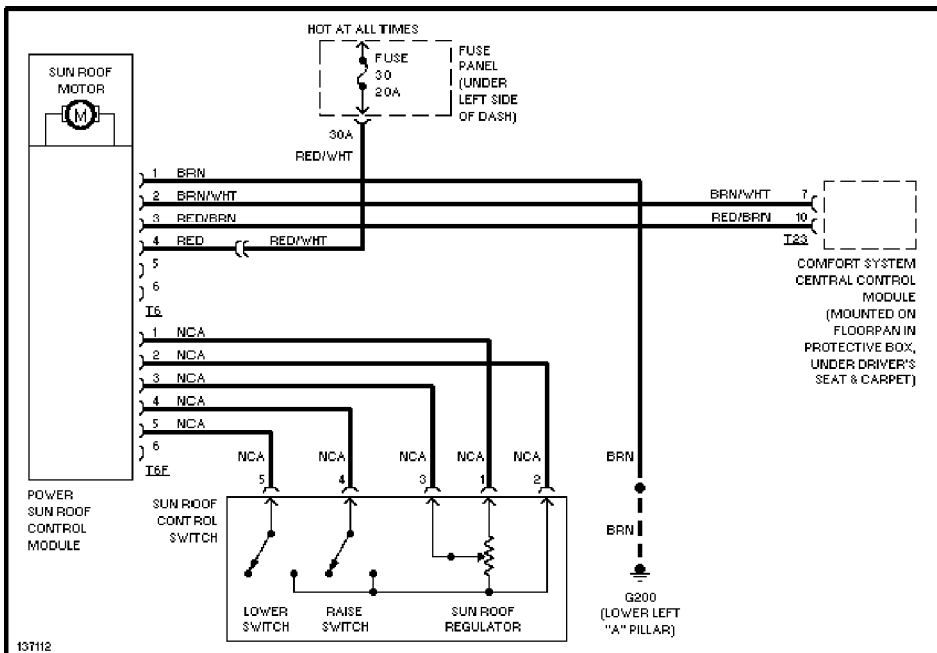 HOT AT ALL TIMES
SUN ROOF
MOTOR
M
FUSE
30
20A
FUSE
PANEL
(UNDER
LEFT SIDE
OF DASH)
30A
RED/WHT
1 BRN
2 BRN/WHT
BRN/WHT 7
3 RED/BRN
RED/BRN 10
4 RED
RED/WHT
T23
5
6
T6
COMFORT SYSTEM
CENTRAL CONTROL
MODULE
(MOUNTED ON
FLOORPAN IN
PROTECTIVE BOX,
UNDER DRIVER'S
SEAT & CARPET)
1 NCA
2 NCA
3 NCA
4 NCA
5 NCA
6
T6F
NCA NCA NCA NCA NCA
5 4 3 1 2
BRN
POWER
SUN ROOF
CONTROL
MODULE
SUN ROOF
CONTROL
SWITCH
BRN
LOWER
SWITCH
RAISE
SWITCH
SUN ROOF
REGULATOR
G200
(LOWER LEFT
"A" PILLAR)
137112